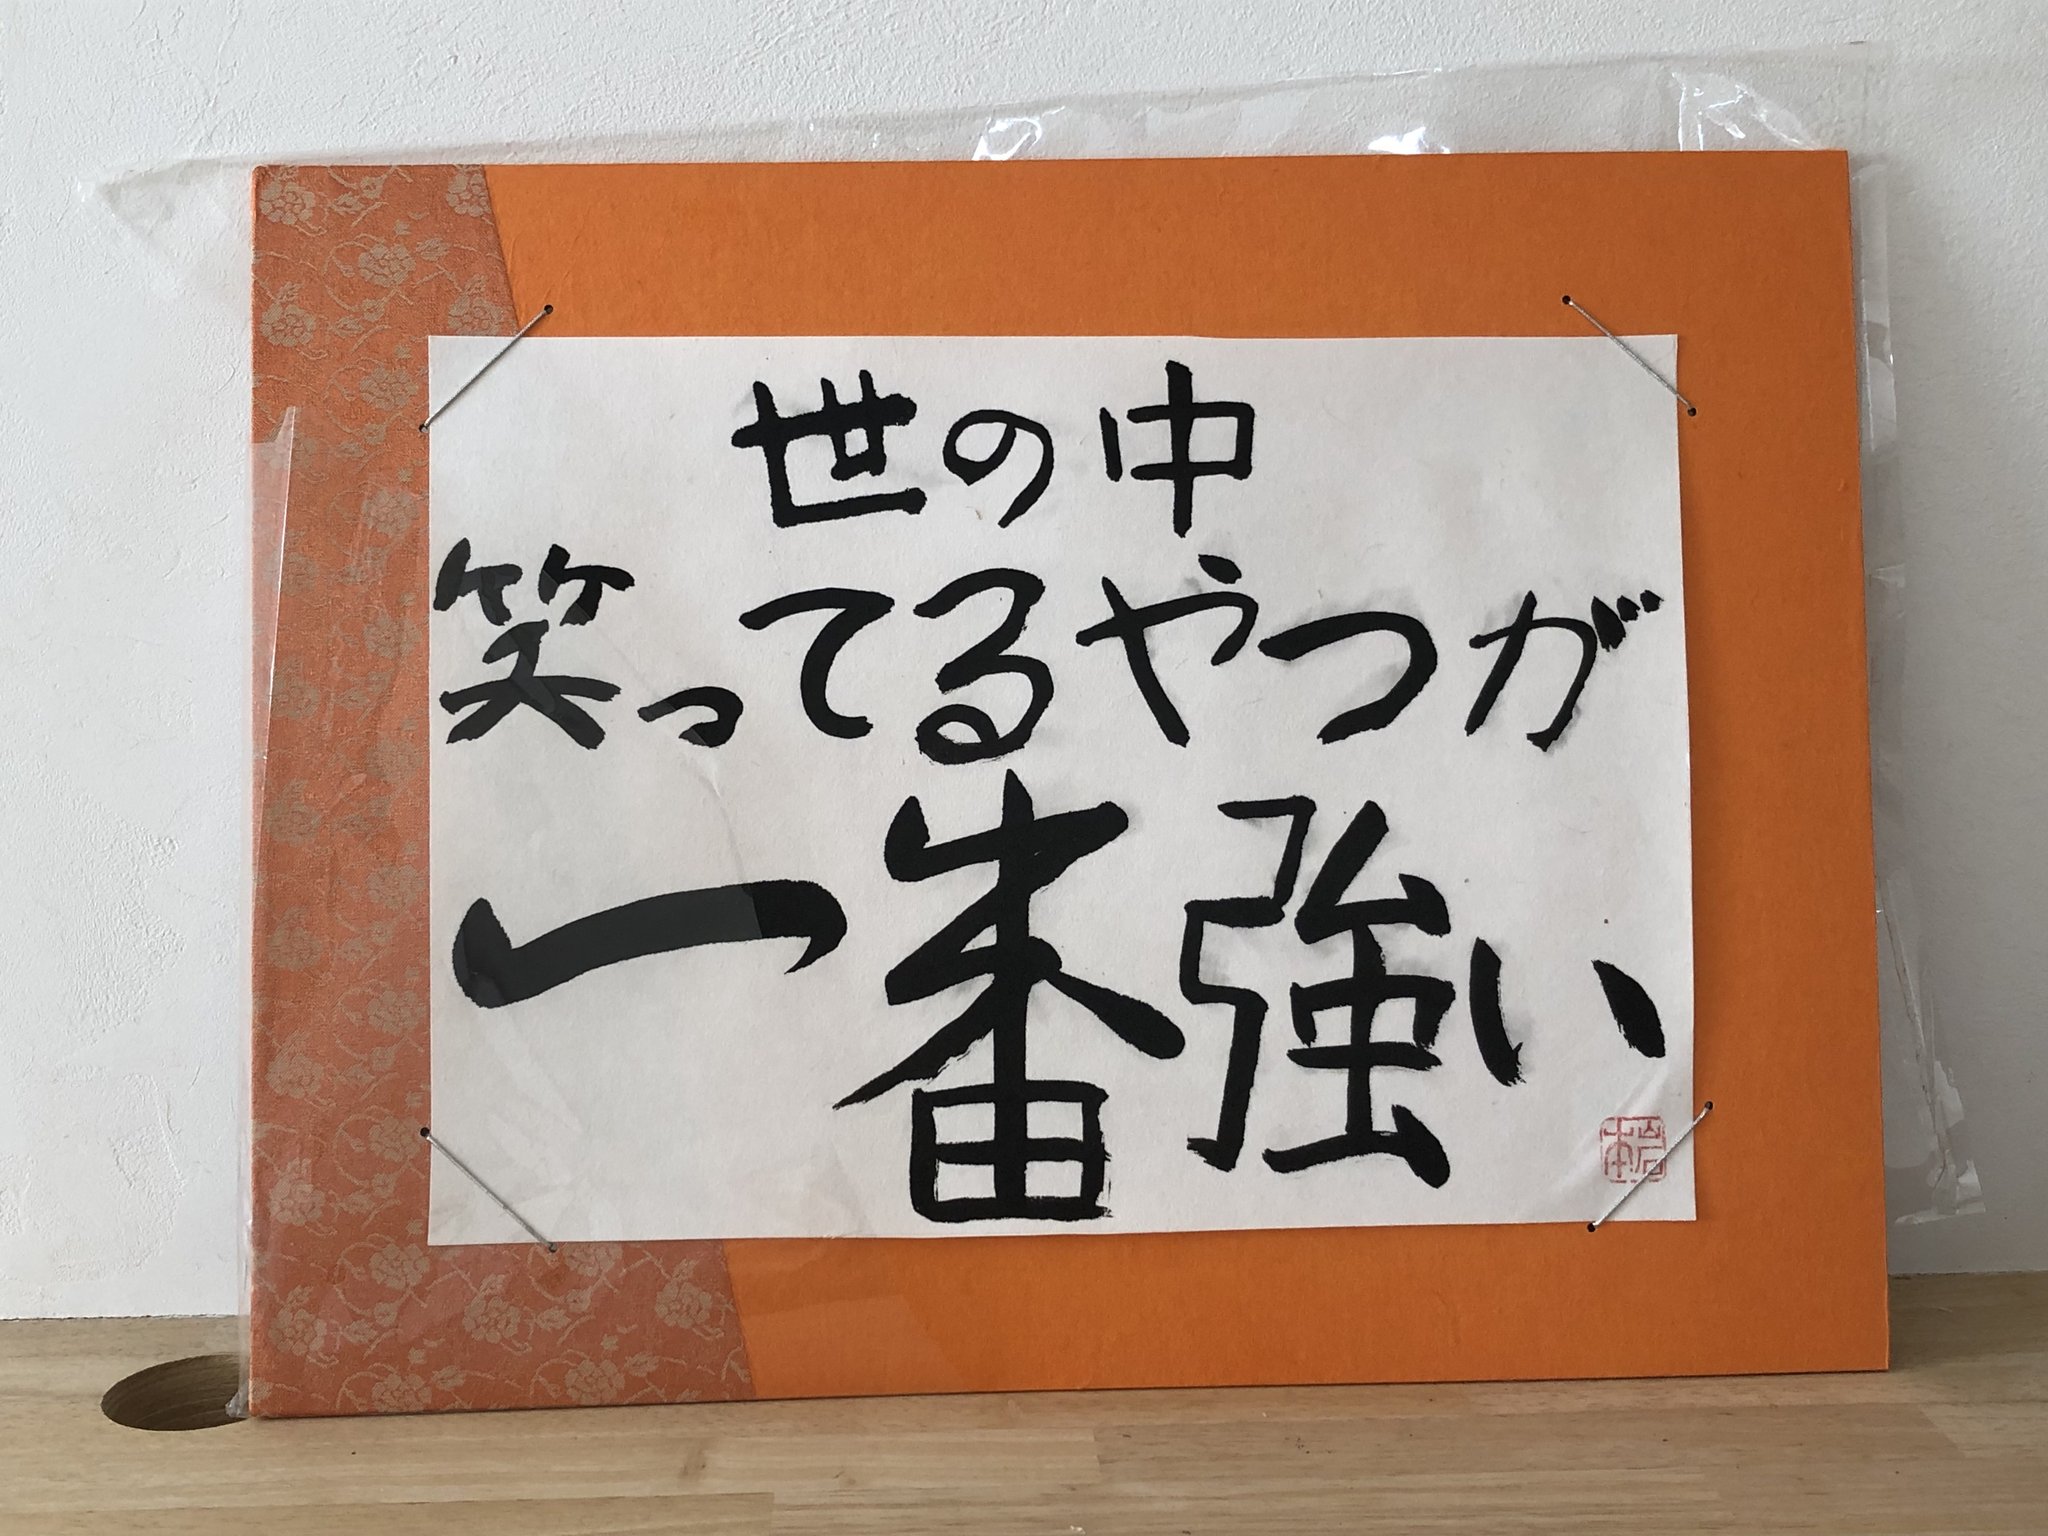 世の中
笑ってるやつが
一番強い